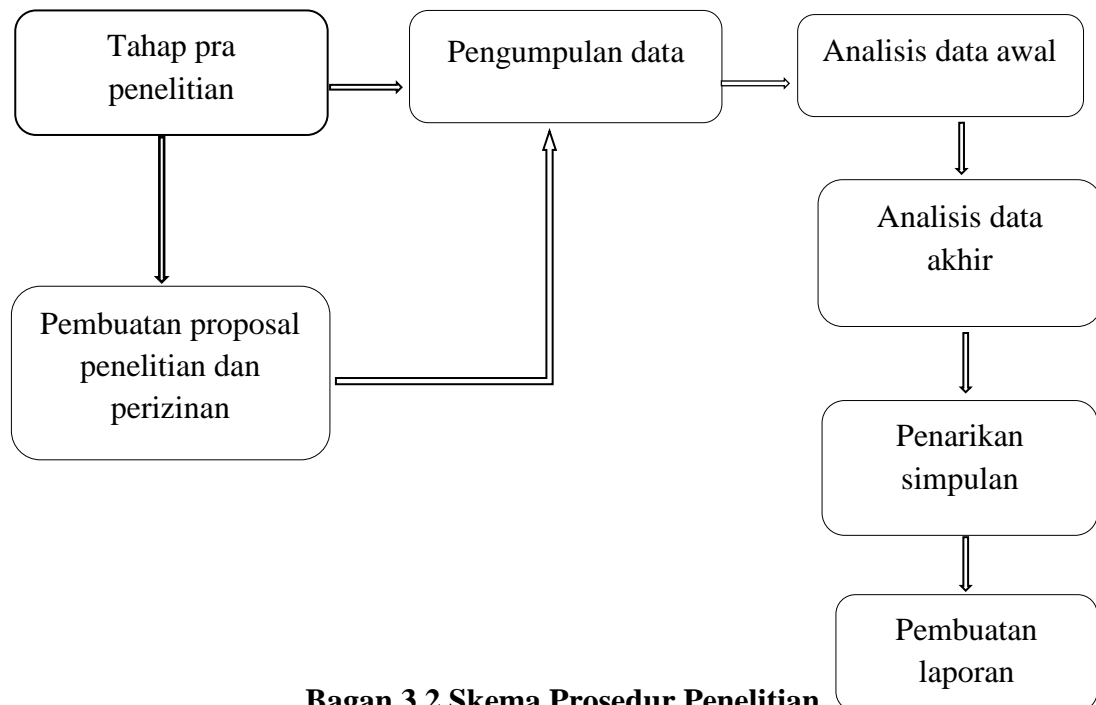 Tahap pra
penelitian
Pengumpulan data
Analisis data awal
Analisis data
akhir
Pembuatan proposal
penelitian dan
perizinan
Penarikan
simpulan
Pembuatan
laporan
Bagan 3.2 Skema Prosedur Penelitian